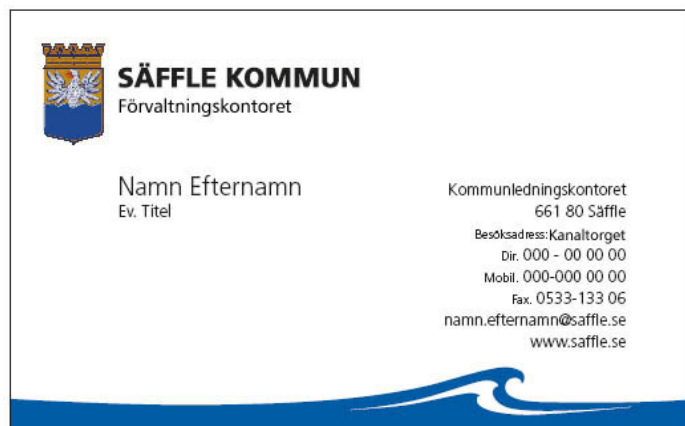 SÄFFLE KOMMUN
Förvaltningskontoret
Namn Efternamn
Ev. Titel
Kommunledningskontoret
661 80 Säffle
Besöksadress:Kanaltorget
Dir. 000 - 00 00 00
Mobil. 000-000 00 00
Fax. 0533-133 06
namn.efternamn@saffle.se
www.saffle.se